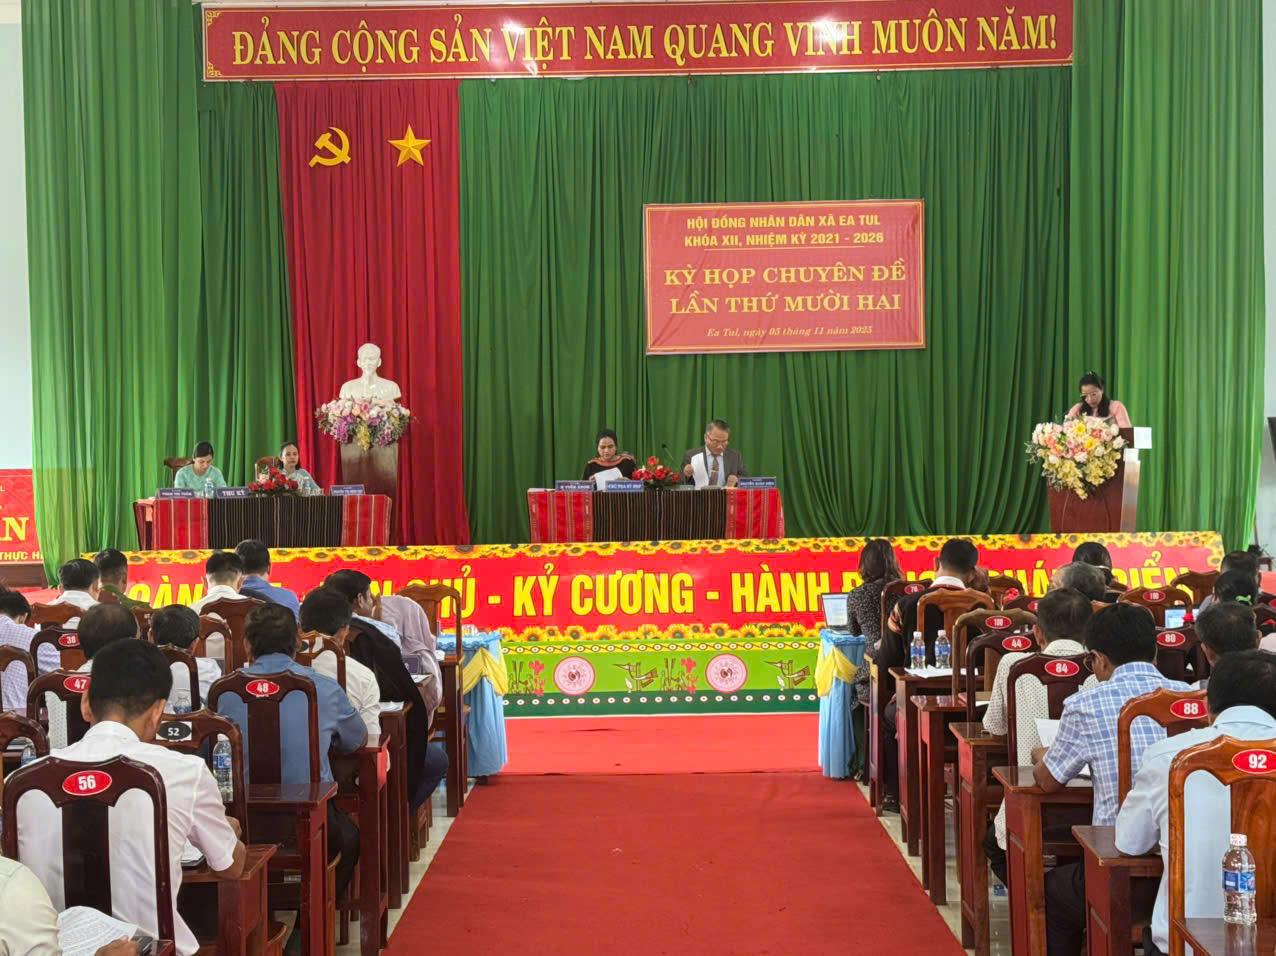 ĐẢNG CỘNG SẢN VIỆT NAM QUANG VINH MUÔN NĂM!
HỘI ĐỒNG NHÂN DÂN XÃ EA TUL
KHÓA XII, NHIỆM KỲ 2021 - 2026
KỲ HỌP CHUYÊN ĐỀ
LẦN THỨ MƯỜI HAI
Ea Tul, ngày 05 tháng 11 năm 2025
THƯ KÝ
CHỦ TỌA KỲ HỌP
CHỦ - KỶ CƯƠNG - HÀNH
38
47
48
52
56
100
44
84
80
88
92